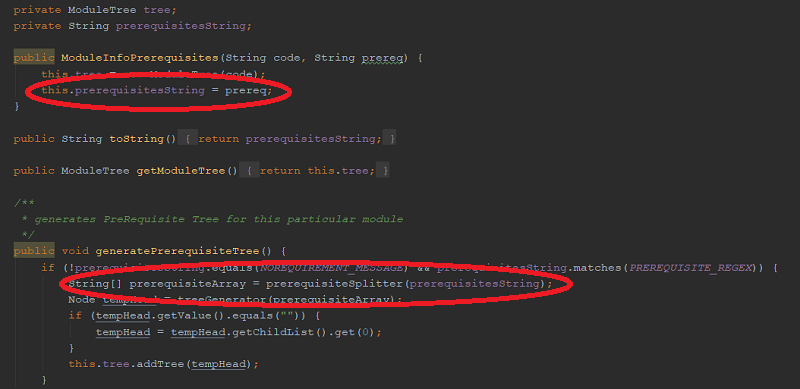 private ModuleTree tree;
private String prerequisitesString;
public ModuleInfoPrerequisites(String code, String prereq) {
this.tree = new ModuleTree(code);
this.prerequisitesString = prereq;
}
public String toString() { return prerequisitesString; }
public ModuleTree getModuleTree() { return this.tree; }
/**
* generates PreRequisite Tree for this particular module
*/
public void generatePrerequisiteTree() {
if (!prerequisitesString.equals(NOREQUIREMENT_MESSAGE) && prerequisitesString.matches(PREREQUISITE_REGEX)) {
String[] prerequisiteArray = prerequisiteSplitter(prerequisitesString);
Node tempHead = treeGenerator(prerequisiteArray);
if (tempHead.getValue().equals("")) {
tempHead = tempHead.getChildList().get(0);
}
this.tree.addTree(tempHead);
}